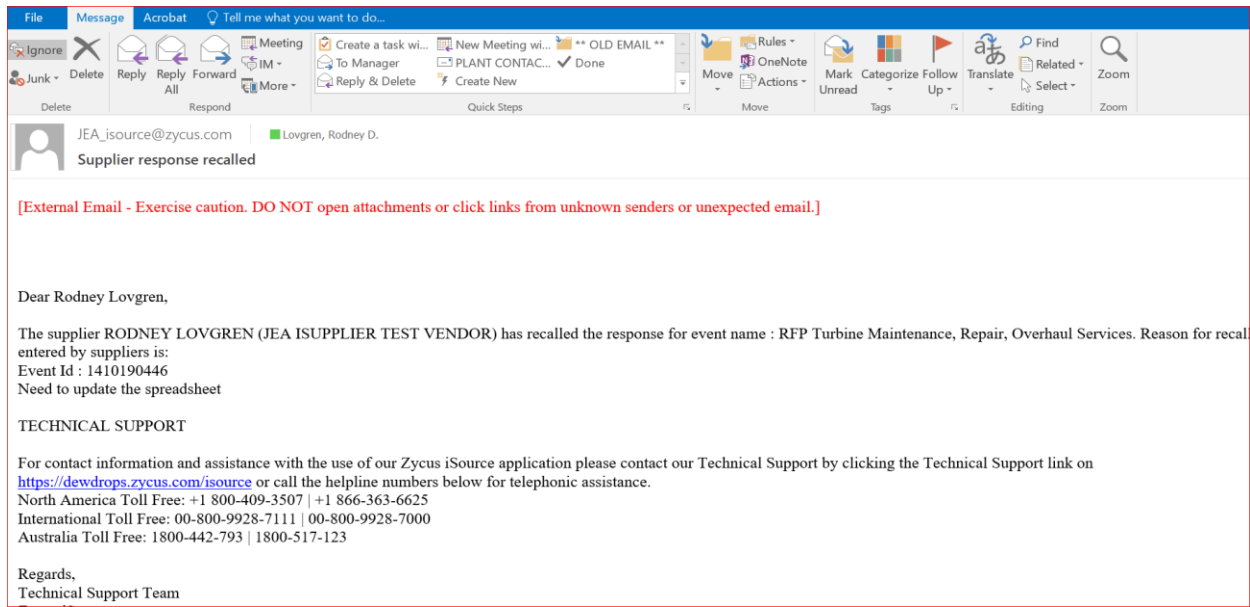 File Message Acrobat Tell me what you want to do...
Ignore
Junk
Delete
Reply
Reply All
Forward
Meeting
IM
More
Create a task wi...
To Manager
Reply & Delete
New Meeting wi...
PLANT CONTAC...
Create New
** OLD EMAIL **
Done
Move
Rules
OneNote
Actions
Mark Unread
Categorize
Follow Up
Translate
Find
Related
Select
Zoom
Delete Respond Quick Steps Move Tags Editing Zoom
JEA_isource@zycus.com Lovgren, Rodney D.
Supplier response recalled
[External Email - Exercise caution. DO NOT open attachments or click links from unknown senders or unexpected email.]
Dear Rodney Lovgren,
The supplier RODNEY LOVGREN (JEA ISUPPLIER TEST VENDOR) has recalled the response for event name : RFP Turbine Maintenance, Repair, Overhaul Services. Reason for recall
entered by suppliers is:
Event Id : 1410190446
Need to update the spreadsheet
TECHNICAL SUPPORT
For contact information and assistance with the use of our Zycus iSource application please contact our Technical Support by clicking the Technical Support link on
https://dewdrops.zycus.com/isource or call the helpline numbers below for telephonic assistance.
North America Toll Free: +1 800-409-3507 | +1 866-363-6625
International Toll Free: 00-800-9928-7111 | 00-800-9928-7000
Australia Toll Free: 1800-442-793 | 1800-517-123
Regards,
Technical Support Team